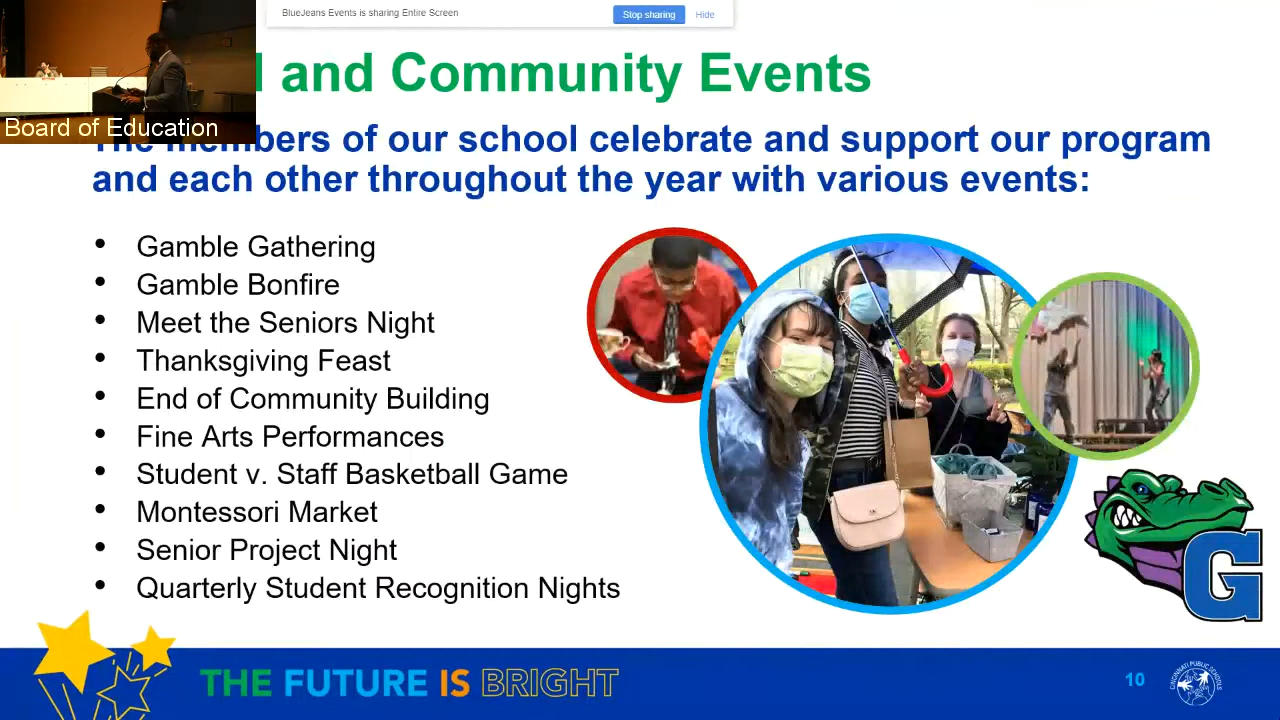 BlueJeans Events is sharing Entire Screen
Stop sharing
Hide
and Community Events
Board of Education
The members of our school celebrate and support our program
and each other throughout the year with various events:
• Gamble Gathering
• Gamble Bonfire
• Meet the Seniors Night
• Thanksgiving Feast
• End of Community Building
• Fine Arts Performances
• Student v. Staff Basketball Game
• Montessori Market
• Senior Project Night
• Quarterly Student Recognition Nights
G
THE FUTURE IS BRIGHT
10
CINCINNATI PUBLIC SCHOOLS